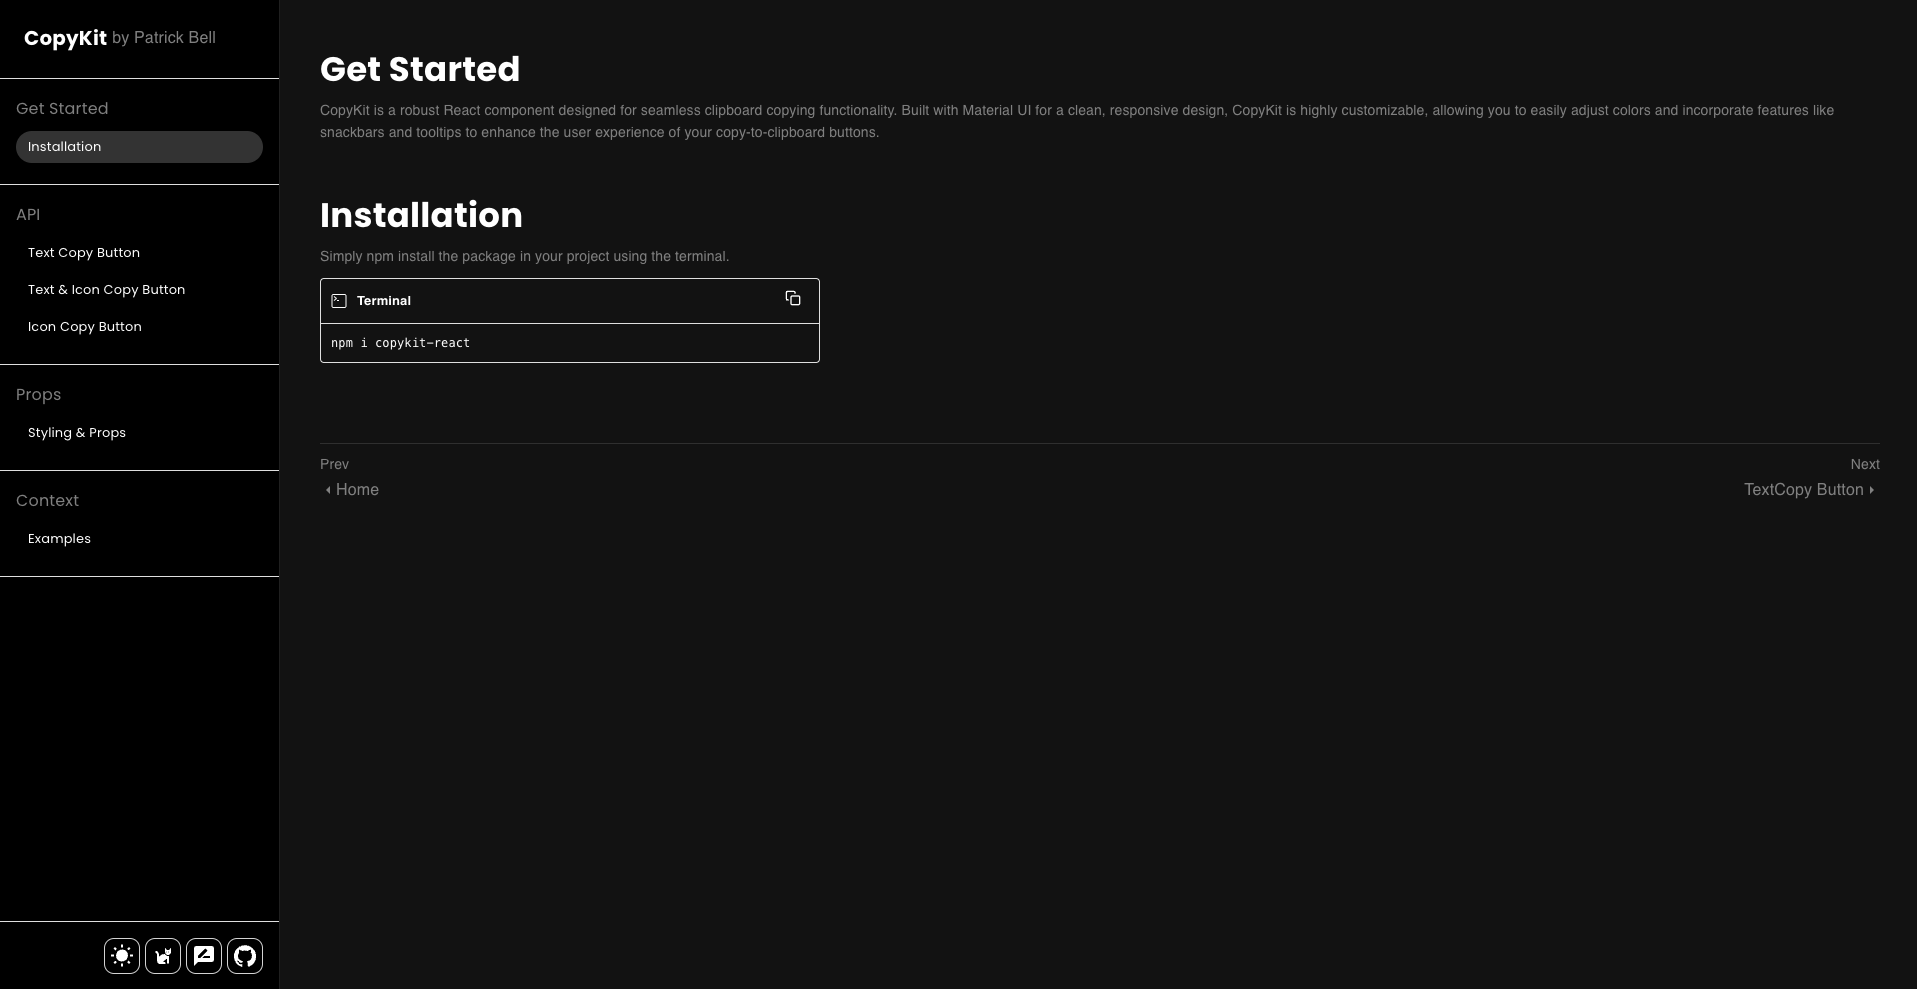 CopyKit by Patrick Bell
Get Started
Installation
API
Text Copy Button
Text & Icon Copy Button
Icon Copy Button
Props
Styling & Props
Context
Examples
Get Started
CopyKit is a robust React component designed for seamless clipboard copying functionality. Built with Material UI for a clean, responsive design, CopyKit is highly customizable, allowing you to easily adjust colors and incorporate features like
snackbars and tooltips to enhance the user experience of your copy-to-clipboard buttons.
Installation
Simply npm install the package in your project using the terminal.
Terminal
npm i copykit-react
Prev
Next
Home
TextCopy Button